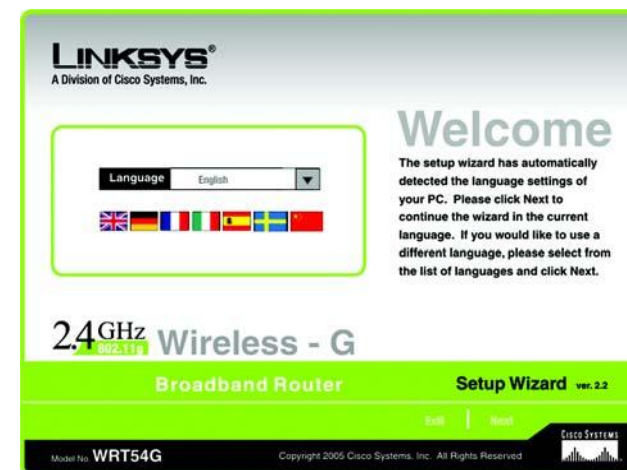 LINKSYS®
A Division of Cisco Systems, Inc.
Welcome
The setup wizard has automatically
detected the language settings of
your PC. Please click Next to
continue the wizard in the current
language. If you would like to use a
different language, please select from
the list of languages and click Next.
Language English
2.4GHz
802.11g
Wireless - G
Broadband Router
Setup Wizard ver. 2.2
Exit Next
Model No. WRT54G
Copyright 2005 Cisco Systems, Inc. All Rights Reserved
CISCO SYSTEMS